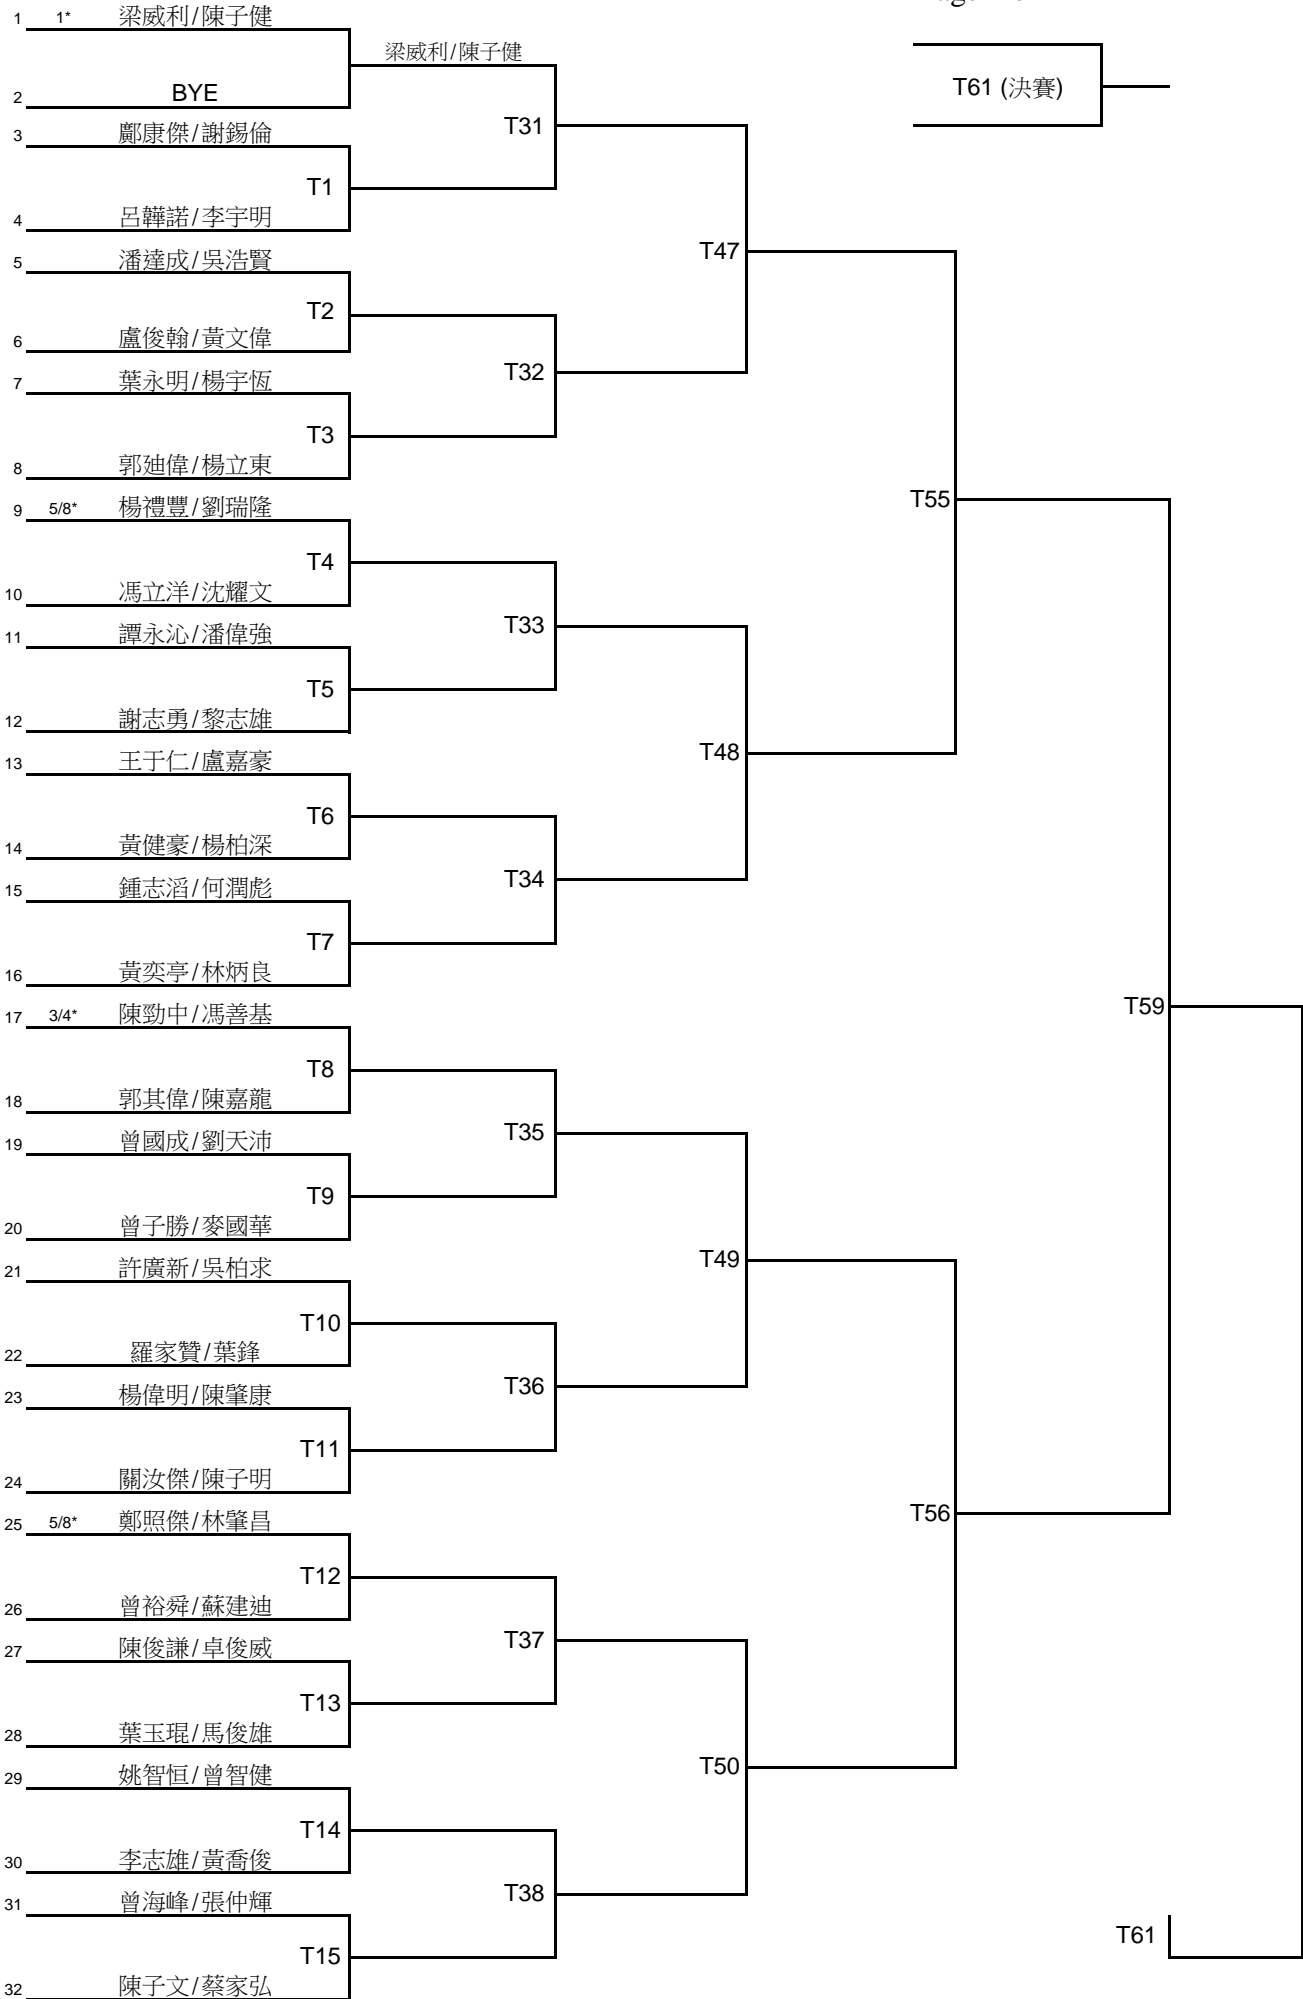 1 1* 梁威利/陳子健
梁威利/陳子健
T61 (決賽)
2 BYE
T31
3 鄺康傑/謝錫倫
T1
4 呂韡諾/李宇明
5 潘達成/吳浩賢
T47
T2
6 盧俊翰/黃文偉
T32
7 葉永明/楊宇恆
T3
8 郭廸偉/楊立東
9 5/8* 楊禮豐/劉瑞隆
T55
T4
10 馮立洋/沈耀文
T33
11 譚永沁/潘偉強
T5
12 謝志勇/黎志雄
T48
13 王于仁/盧嘉豪
T6
14 黃健豪/楊柏深
T34
15 鍾志滔/何潤彪
T7
16 黃奕亭/林炳良
T59
17 3/4* 陳勁中/馮善基
T8
18 郭其偉/陳嘉龍
T35
19 曾國成/劉天沛
T9
20 曾子勝/麥國華
T49
21 許廣新/吳柏求
T10
22 羅家贊/葉鋒
T36
23 楊偉明/陳肇康
T11
24 關汝傑/陳子明
T56
25 5/8* 鄭照傑/林肇昌
T12
26 曾裕舜/蘇建迪
T37
27 陳俊謙/卓俊威
T13
28 葉玉琨/馬俊雄
T50
29 姚智恒/曾智健
T14
30 李志雄/黃喬俊
T38
31 曾海峰/張仲輝
T61
T15
32 陳子文/蔡家弘